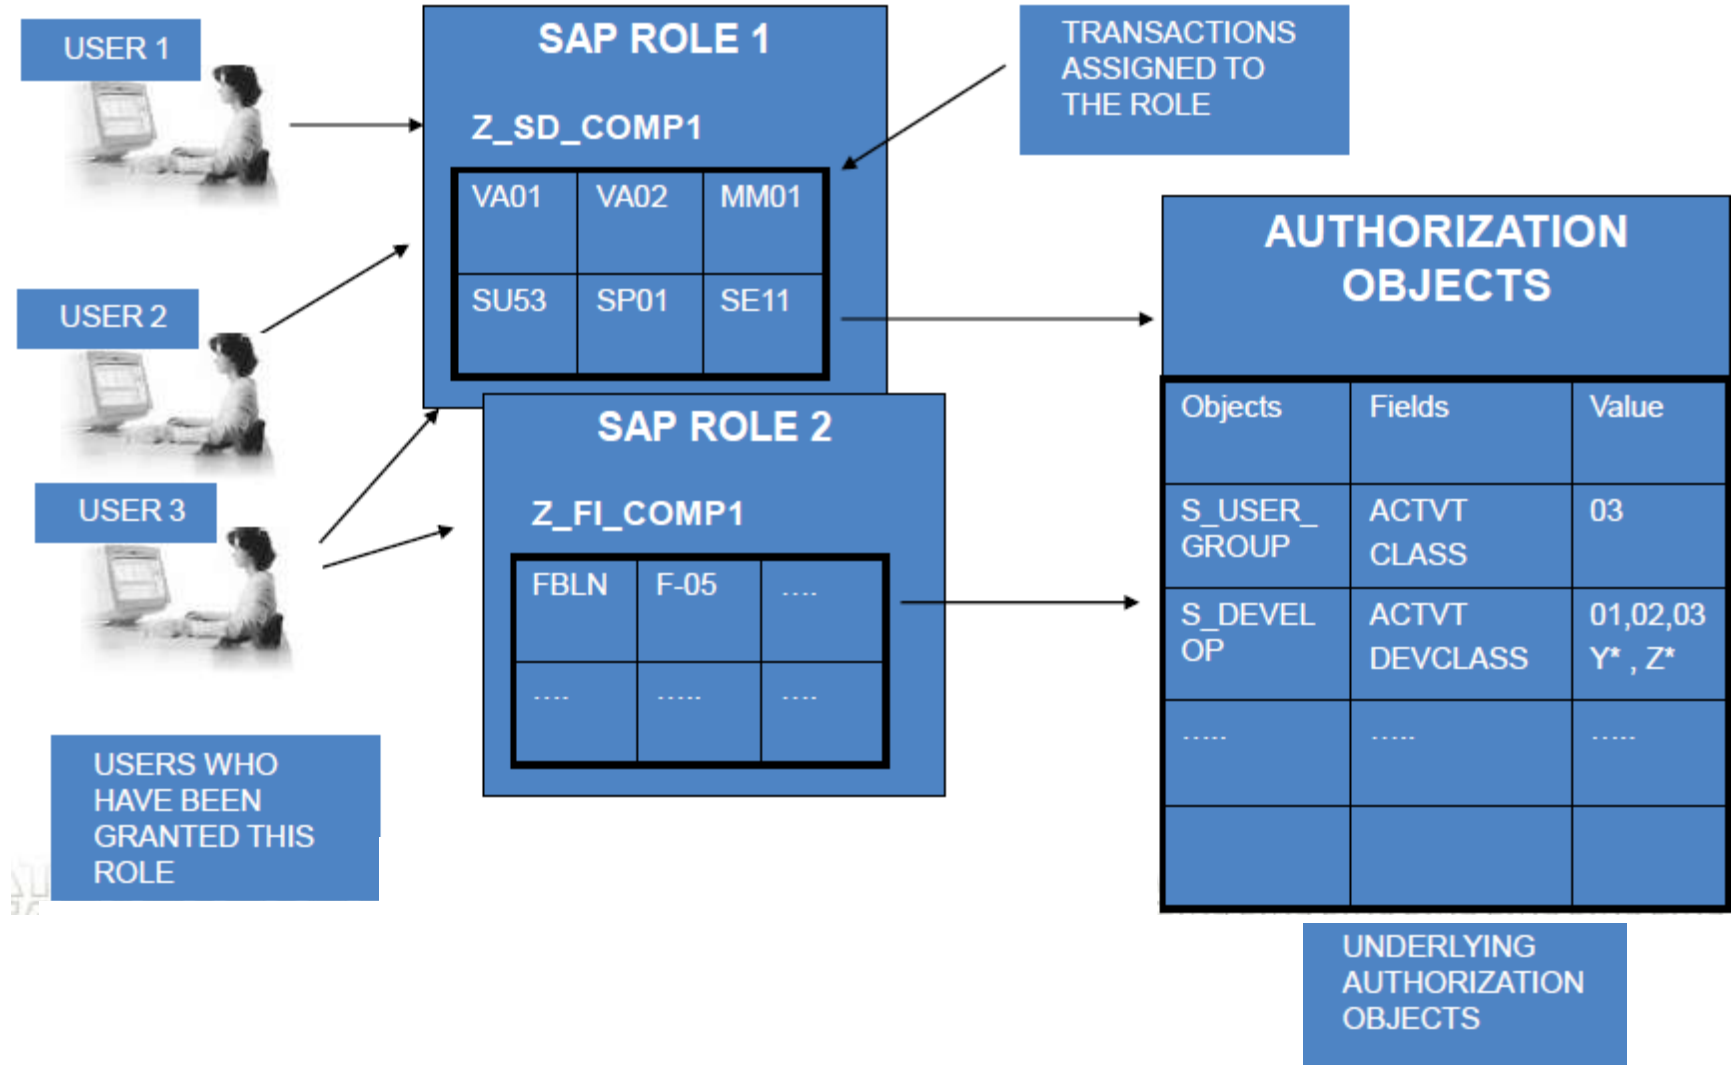 USER 1
SAP ROLE 1
Z_SD_COMP1
VA01 VA02 MM01
SU53 SP01 SE11
TRANSACTIONS
ASSIGNED TO
THE ROLE
USER 2
USER 3
SAP ROLE 2
Z_FI_COMP1
FBLN F-05 ....
.... ..... ....
USERS WHO
HAVE BEEN
GRANTED THIS
ROLE
AUTHORIZATION
OBJECTS
Objects Fields Value
S_USER_ ACTVT 03
GROUP CLASS
S_DEVEL ACTVT 01,02,03
OP DEVCLASS Y* , Z*
..... ..... .....
UNDERLYING
AUTHORIZATION
OBJECTS